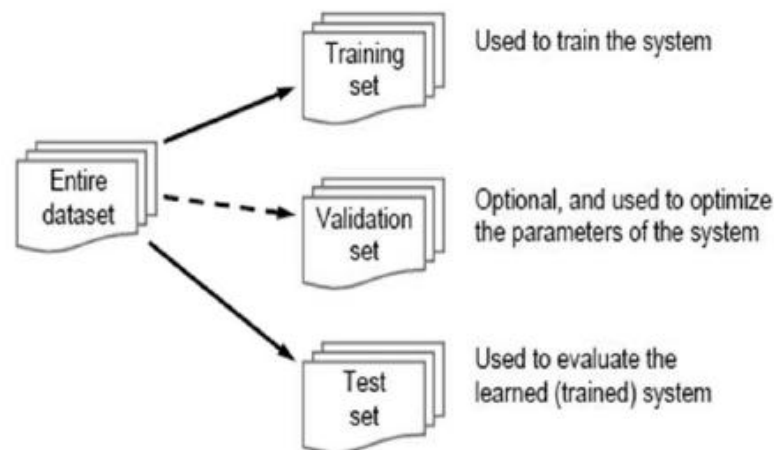 Training
set
Used to train the system
Entire
dataset
Validation
set
Optional, and used to optimize
the parameters of the system
Test
set
Used to evaluate the
learned (trained) system